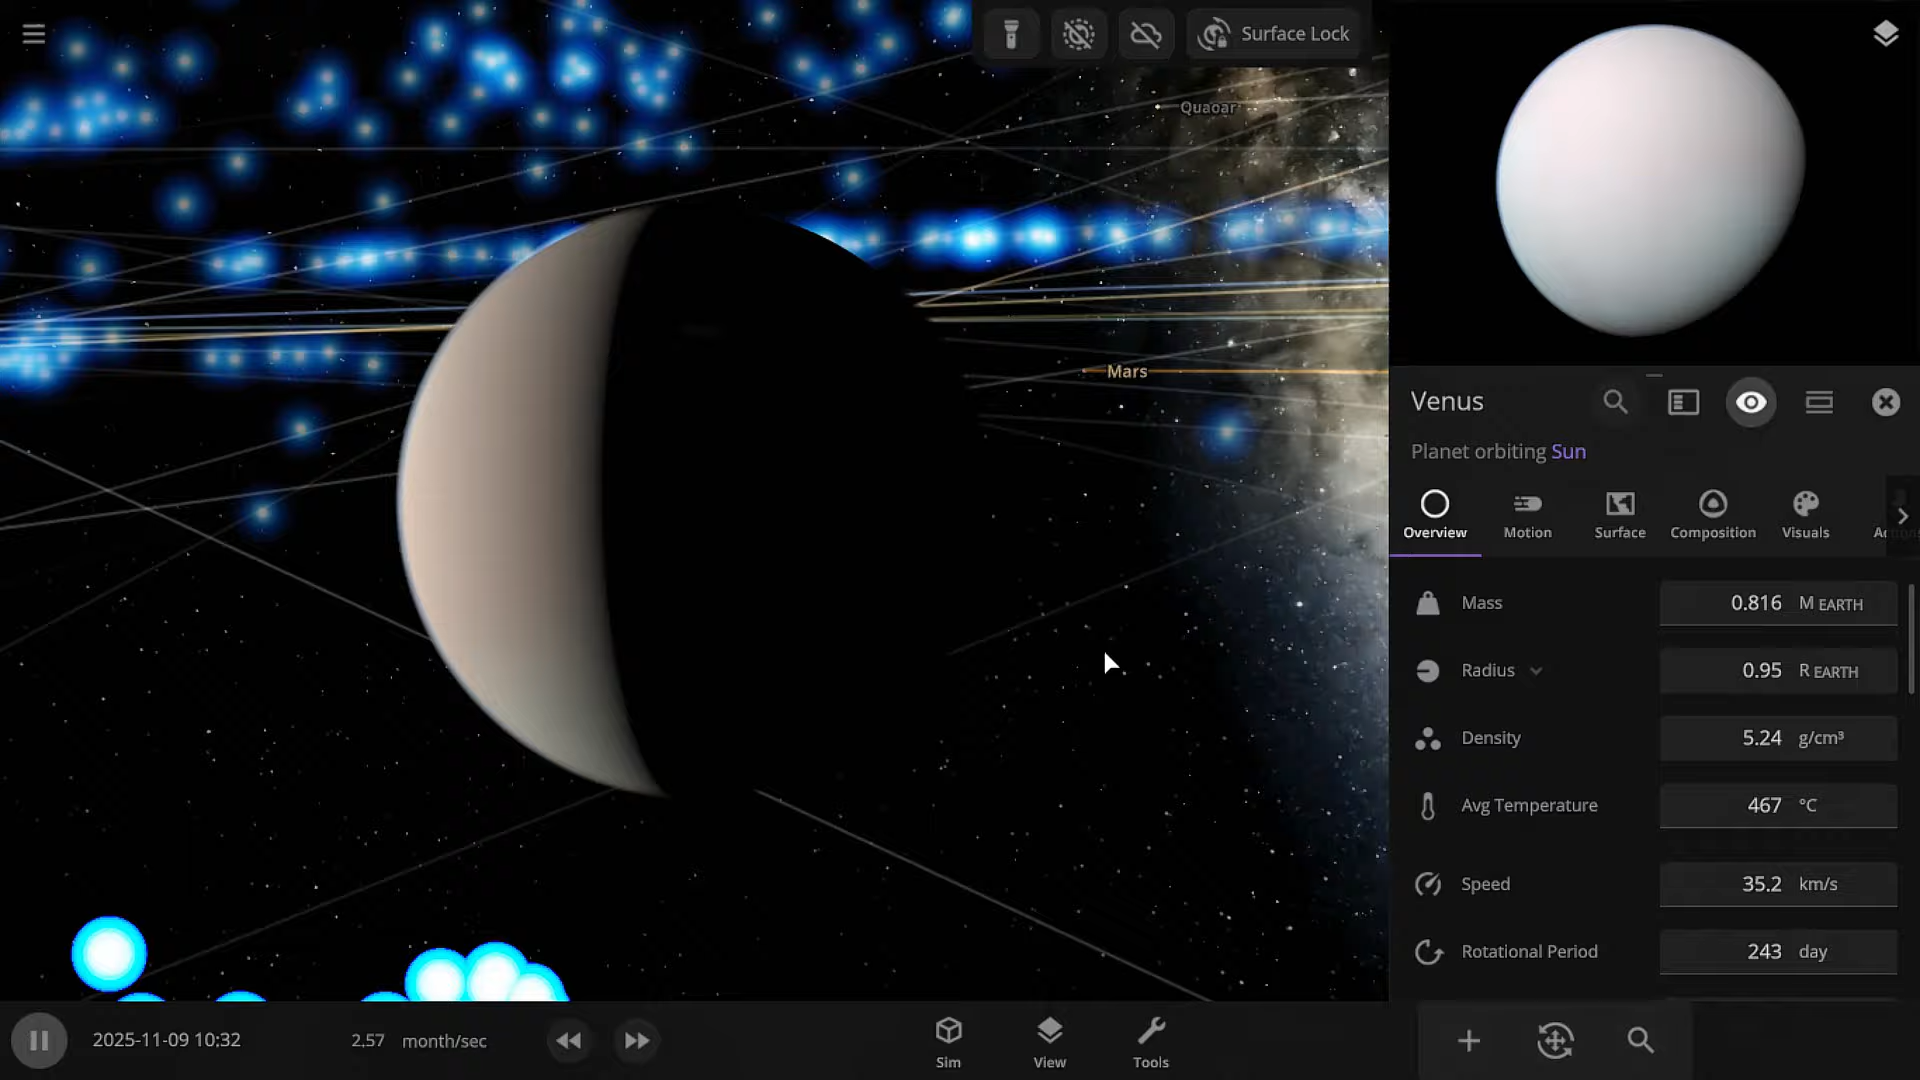 Surface Lock
Quaoar
Mars
Venus
Planet orbiting Sun
Overview
Motion
Surface
Composition
Visuals
Mass 0.816 M EARTH
Radius 0.95 R EARTH
Density 5.24 g/cm³
Avg Temperature 467 °C
Speed 35.2 km/s
Rotational Period 243 day
2025-11-09 10:32 2.57 month/sec
Sim
View
Tools